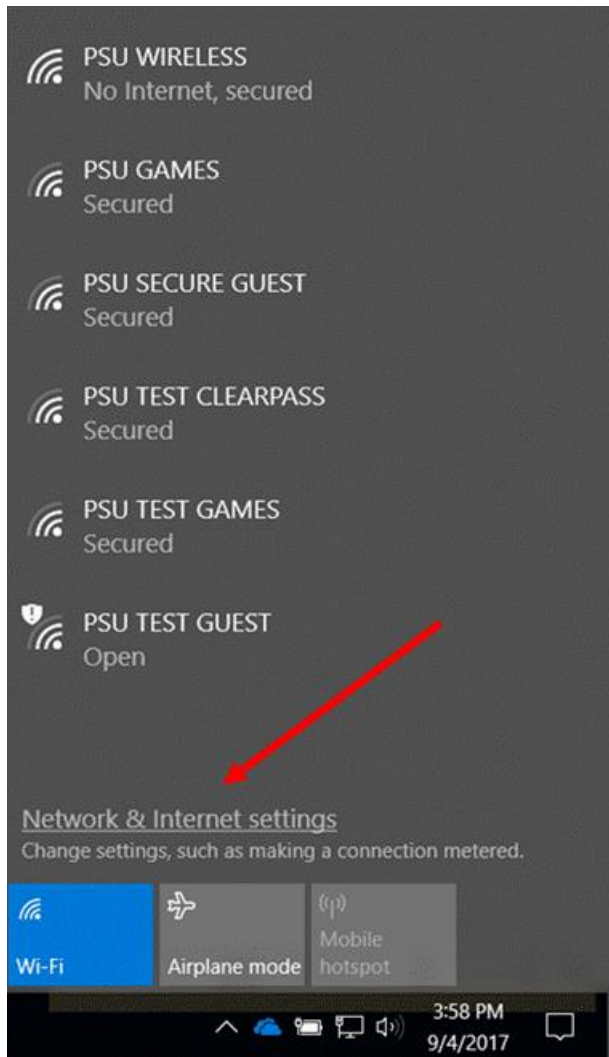 PSU WIRELESS
No Internet, secured
PSU GAMES
Secured
PSU SECURE GUEST
Secured
PSU TEST CLEARPASS
Secured
PSU TEST GAMES
Secured
PSU TEST GUEST
Open
Network & Internet settings
Change settings, such as making a connection metered.
Wi-Fi
Airplane mode
Mobile
hotspot
3:58 PM
9/4/2017